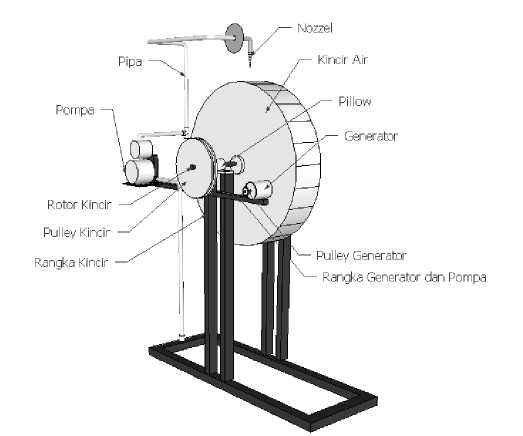 Nozzel
Kincir Air
Pipa
Pillow
Pompa
Generator
Rotor Kincir
Pulley Kincir
Rangka Kincir
Pulley Generator
Rangka Generator dan Pompa